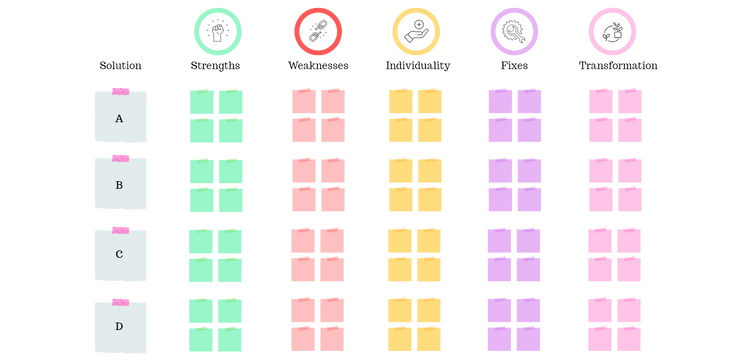 Solution Strengths Weaknesses Individuality Fixes Transformation
A
B
C
D